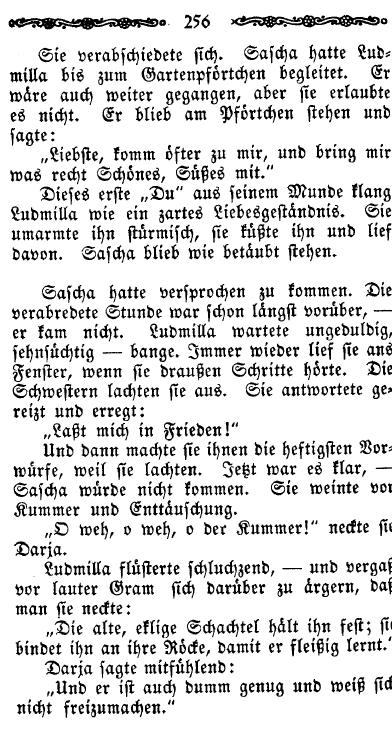 256
Sie verabschiedete sich. Sascha hatte Lud-
milla bis zum Gartenpförtchen begleitet. Er
wäre auch weiter gegangen, aber sie erlaubte
es nicht. Er blieb am Pförtchen stehen und
sagte:
„Liebste, komm öfter zu mir, und bring mir
was recht Schönes, Süßes mit.“
Dieses erste „Du“ aus seinem Munde klang
Ludmilla wie ein zartes Liebesgeständnis. Sie
umarmte ihn stürmisch, sie küßte ihn und lief
davon. Sascha blieb wie betäubt stehen.
Sascha hatte versprochen zu kommen. Die
verabredete Stunde war schon längst vorüber, —
er kam nicht. Ludmilla wartete ungeduldig,
sehnsüchtig — bange. Immer wieder lief sie ans
Fenster, wenn sie draußen Schritte hörte. Die
Schwestern lachten sie aus. Sie antwortete ge-
reizt und erregt:
„Laßt mich in Frieden!“
Und dann machte sie ihnen die heftigsten Vor-
würfe, weil sie lachten. Jetzt war es klar, —
Sascha würde nicht kommen. Sie weinte vor
Kummer und Enttäuschung.
„O weh, o weh, o der Kummer!“ neckte sie
Darja.
Ludmilla flüsterte schluchzend, — und vergaß
vor lauter Gram sich darüber zu ärgern, daß
man sie neckte:
„Die alte, eklige Schachtel hält ihn fest; sie
bindet ihn an ihre Röcke, damit er fleißig lernt.“
Darja sagte mitfühlend:
„Und er ist auch dumm genug und weiß sich
nicht freizumachen.“